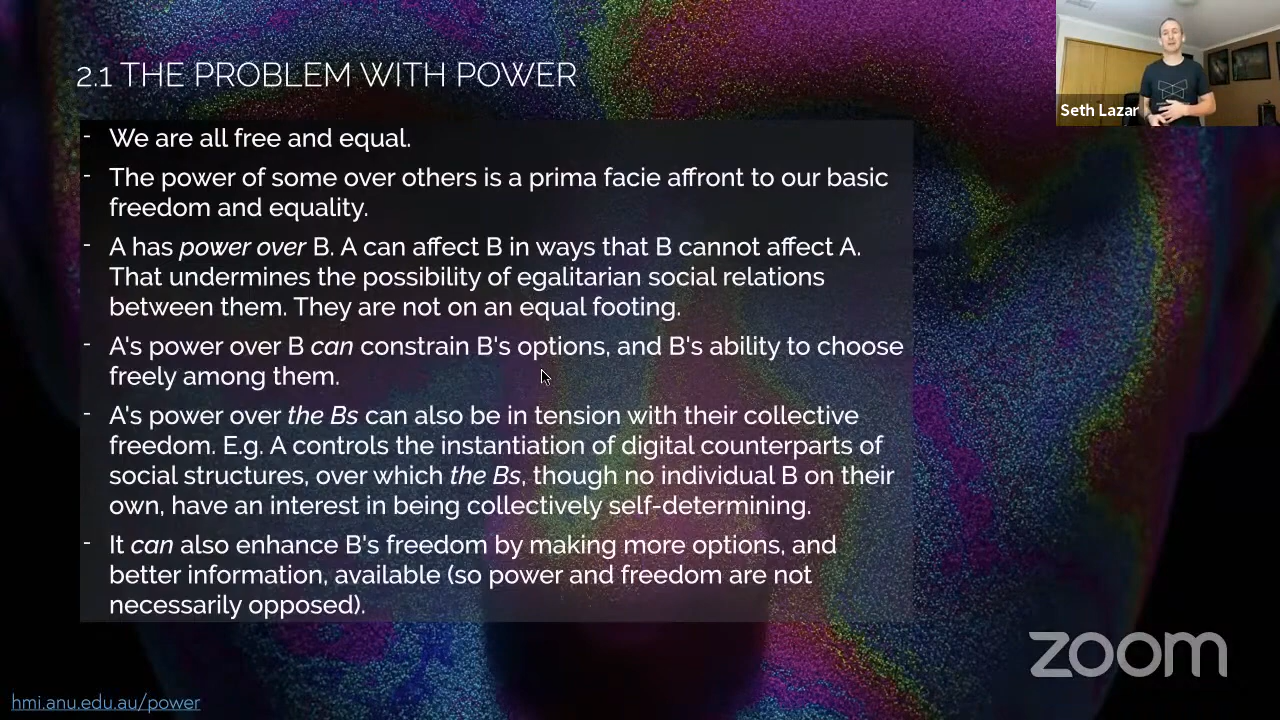 2.1 THE PROBLEM WITH POWER
Seth Lazar
- We are all free and equal.
- The power of some over others is a prima facie affront to our basic
freedom and equality.
- A has power over B. A can affect B in ways that B cannot affect A.
That undermines the possibility of egalitarian social relations
between them. They are not on an equal footing.
- A's power over B can constrain B's options, and B's ability to choose
freely among them.
- A's power over the Bs can also be in tension with their collective
freedom. E.g. A controls the instantiation of digital counterparts of
social structures, over which the Bs, though no individual B on their
own, have an interest in being collectively self-determining.
- It can also enhance B's freedom by making more options, and
better information, available (so power and freedom are not
necessarily opposed).
zoom
hmi.anu.edu.au/power